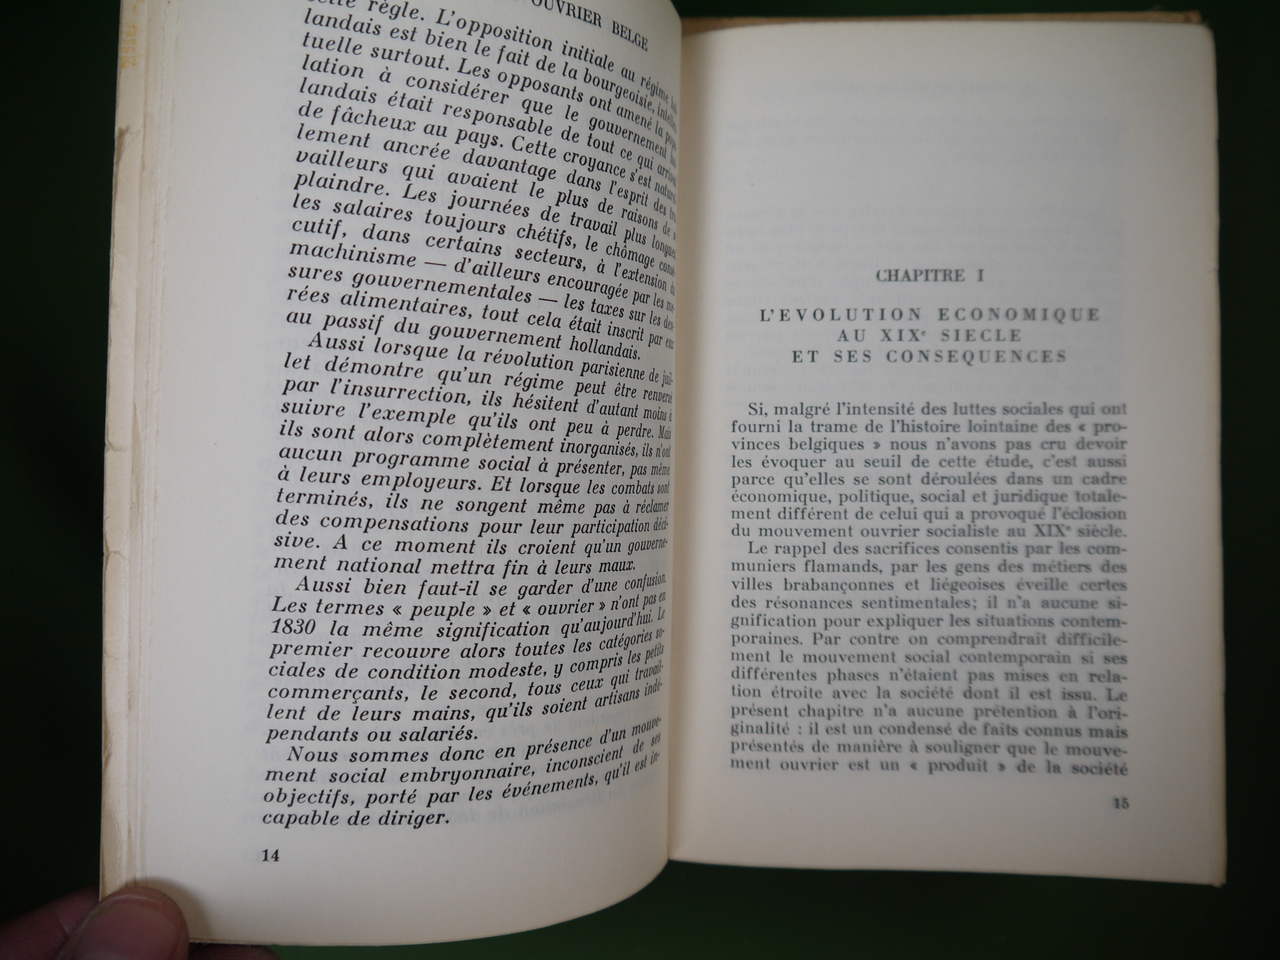 OUVRIER BELGE
cette règle. L'opposition initiale au régime
landais est bien le fait de la bourgeoisie, intellec-
tuelle surtout. Les opposants ont amené la
lation à considérer que le gouvernement
landais était responsable de tout ce qui
de fâcheux au pays. Cette croyance s'est naturel-
lement ancrée davantage dans l'esprit des tra-
vailleurs qui avaient le plus de raisons de
plaindre. Les journées de travail plus longues,
les salaires toujours chétifs, le chômage consé-
cutif, dans certains secteurs, à l'extension du
machinisme — d'ailleurs encouragée par les me-
sures gouvernementales — les taxes sur les den-
rées alimentaires, tout cela était inscrit par eux
au passif du gouvernement hollandais.
Aussi lorsque la révolution parisienne de juil-
let démontre qu'un régime peut être renversé
par l'insurrection, ils hésitent d'autant moins à
suivre l'exemple qu'ils ont peu à perdre. Mais
ils sont alors complètement inorganisés, ils n'ont
aucun programme social à présenter, pas même
à leurs employeurs. Et lorsque les combats sont
terminés, ils ne songent même pas à réclamer
des compensations pour leur participation déci-
sive. A ce moment ils croient qu'un gouverne-
ment national mettra fin à leurs maux.
Aussi bien faut-il se garder d'une confusion.
Les termes « peuple » et « ouvrier » n'ont pas en
1830 la même signification qu'aujourd'hui. Le
premier recouvre alors toutes les catégories so-
ciales de condition modeste, y compris les petits
commerçants, le second, tous ceux qui travail-
lent de leurs mains, qu'ils soient artisans indé-
pendants ou salariés.
Nous sommes donc en présence d'un mouve-
ment social embryonnaire, inconscient de ses
objectifs, porté par les événements, qu'il est in-
capable de diriger.
14
CHAPITRE I
L'EVOLUTION ECONOMIQUE
AU XIXe SIECLE
ET SES CONSEQUENCES
Si, malgré l'intensité des luttes sociales qui ont
fourni la trame de l'histoire lointaine des « pro-
vinces belgiques » nous n'avons pas cru devoir
les évoquer au seuil de cette étude, c'est aussi
parce qu'elles se sont déroulées dans un cadre
économique, politique, social et juridique totale-
ment différent de celui qui a provoqué l'éclosion
du mouvement ouvrier socialiste au XIXe siècle.
Le rappel des sacrifices consentis par les com-
muniers flamands, par les gens des métiers des
villes brabançonnes et liégeoises éveille certes
des résonances sentimentales; il n'a aucune si-
gnification pour expliquer les situations contem-
poraines. Par contre on comprendrait difficile-
ment le mouvement social contemporain si ses
différentes phases n'étaient pas mises en rela-
tion étroite avec la société dont il est issu. Le
présent chapitre n'a aucune prétention à l'ori-
ginalité : il est un condensé de faits connus mais
présentés de manière à souligner que le mouve-
ment ouvrier est un « produit » de la société
15